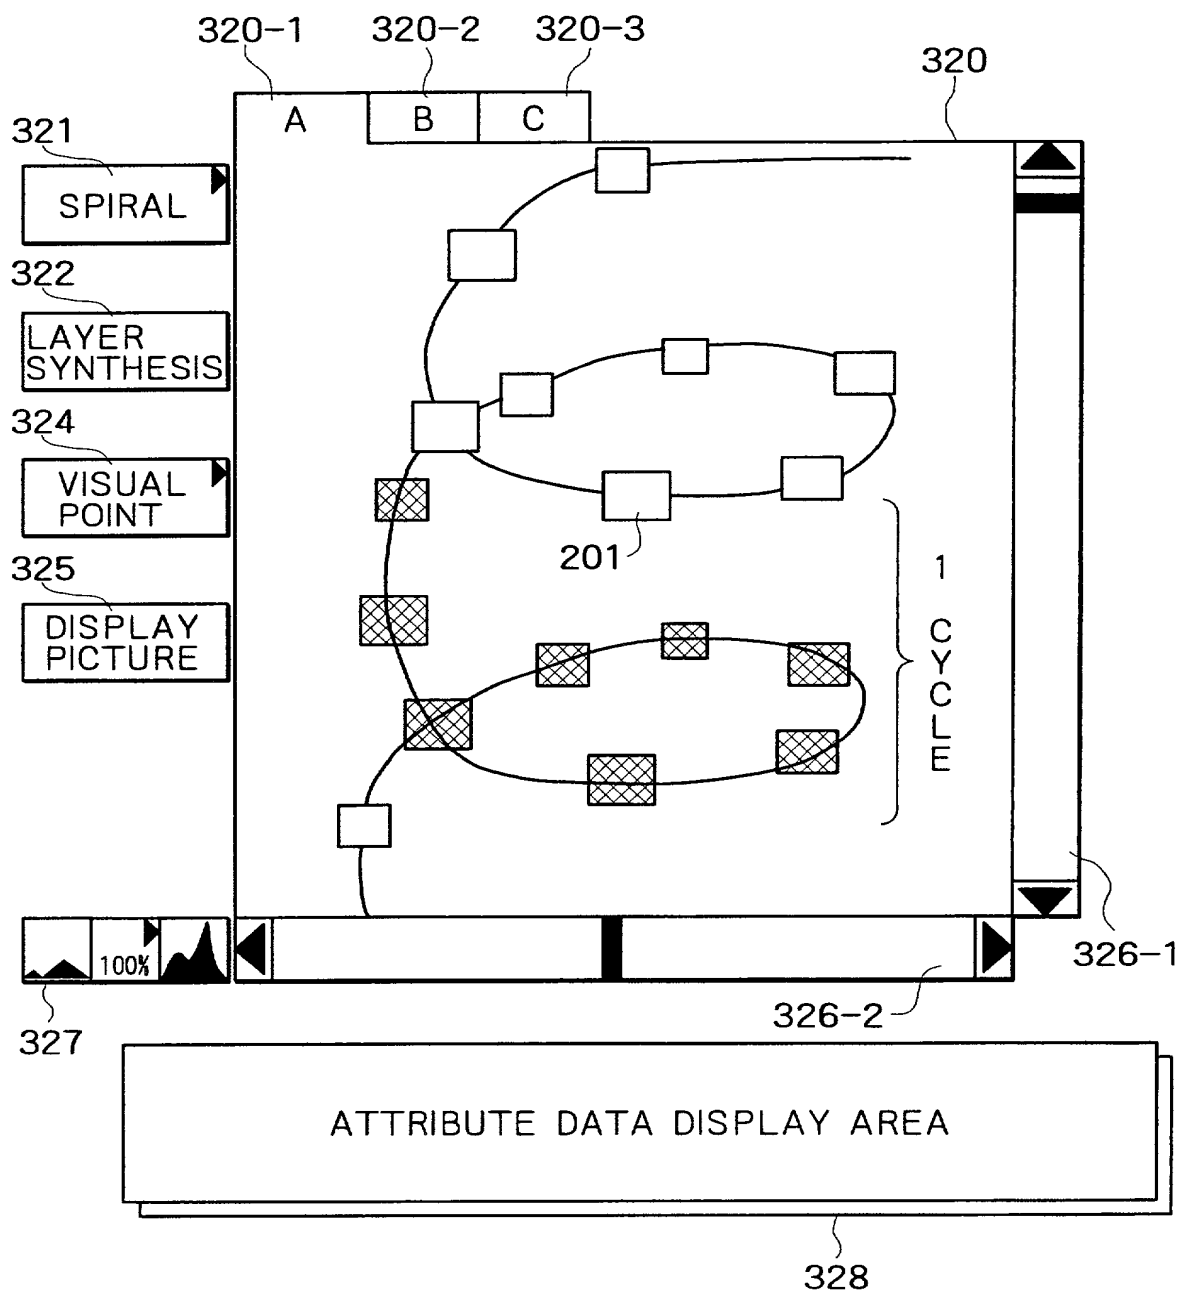 320-1 320-2 320-3
320
A B C
321
SPIRAL
322
LAYER
SYNTHESIS
324
VISUAL
POINT
201
325
DISPLAY
PICTURE
1
C
Y
C
L
E
100%
326-1
326-2
327
ATTRIBUTE DATA DISPLAY AREA
328